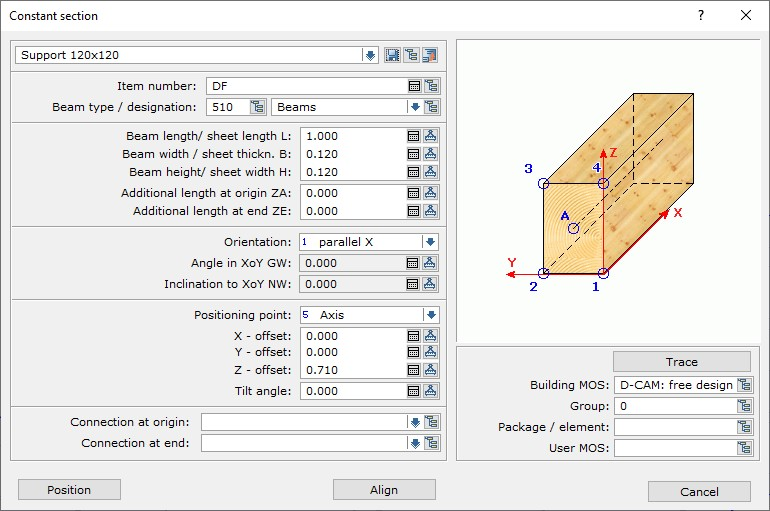 Constant section
Support 120x120
Item number: DF
Beam type / designation: 510 Beams
Beam length/ sheet length L: 1.000
Beam width / sheet thickn. B: 0.120
Beam height/ sheet width H: 0.120
Additional length at origin ZA: 0.000
Additional length at end ZE: 0.000
Orientation: 1 parallel X
Angle in XoY GW: 0.000
Inclination to XoY NW: 0.000
Positioning point: 5 Axis
X - offset: 0.000
Y - offset: 0.000
Z - offset: 0.710
Tilt angle: 0.000
Connection at origin:
Connection at end:
Position
Align
Z
3 4
A
X
Y
2 1
Trace
Building MOS: D-CAM: free design
Group: 0
Package / element:
User MOS:
Cancel